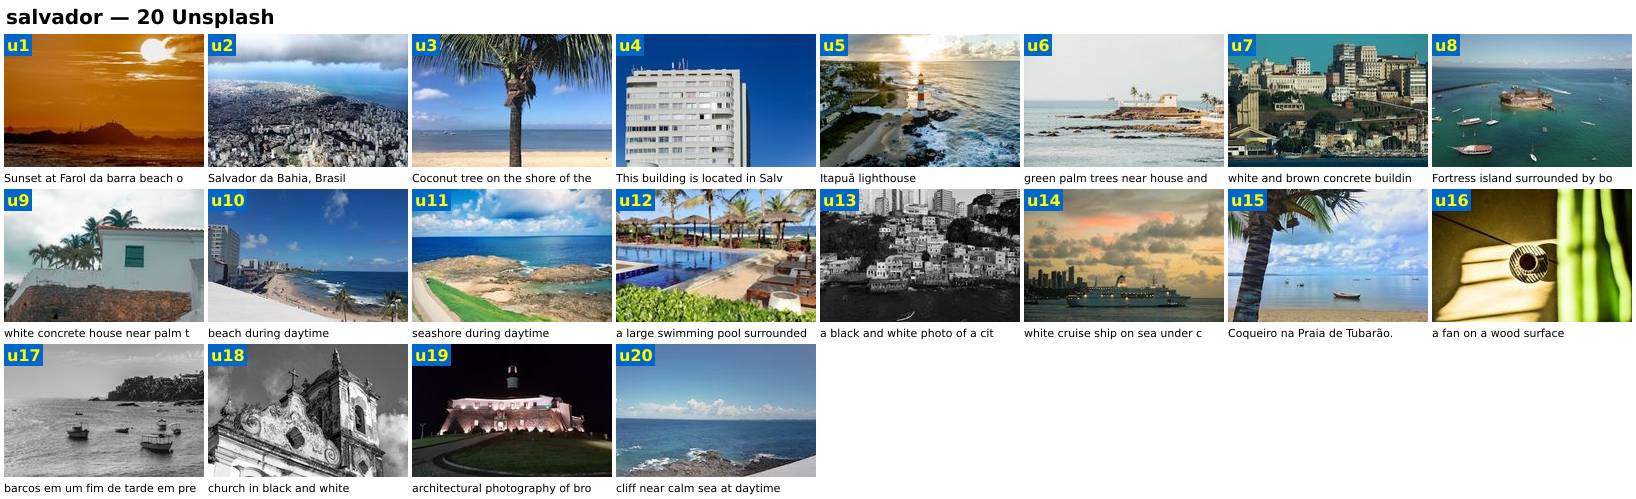 salvador — 20 Unsplash
u1
u2
u3
u4
u5
u6
u7
u8
Sunset at Farol da barra beach o
Salvador da Bahia, Brasil
Coconut tree on the shore of the
This building is located in Salv
Itapuã lighthouse
green palm trees near house and
white and brown concrete buildin
Fortress island surrounded by bo
u9
u10
u11
u12
u13
u14
u15
u16
white concrete house near palm t
beach during daytime
seashore during daytime
a large swimming pool surrounded
a black and white photo of a cit
white cruise ship on sea under c
Coqueiro na Praia de Tubarão.
a fan on a wood surface
u17
u18
u19
u20
barcos em um fim de tarde em pre
church in black and white
architectural photography of bro
cliff near calm sea at daytime